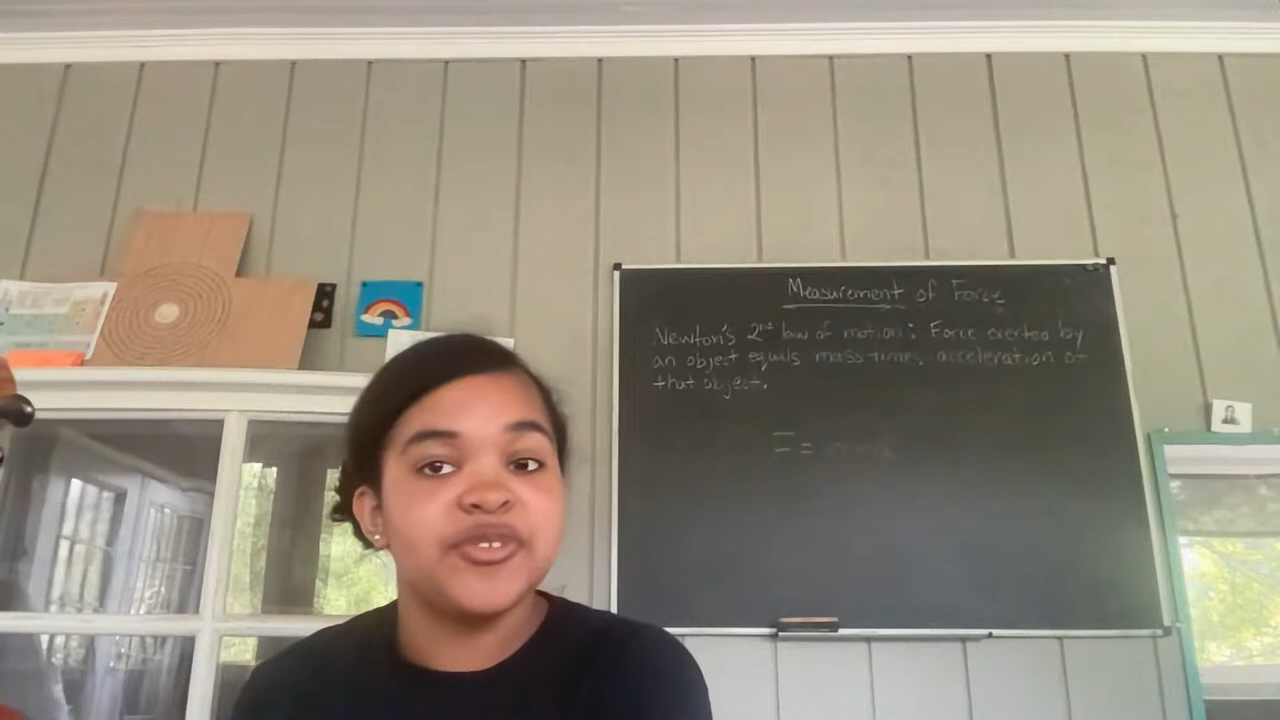 Measurement of Force
Newton's 2nd law of motion: Force exerted by
an object equals mass times acceleration of
that object.
F =